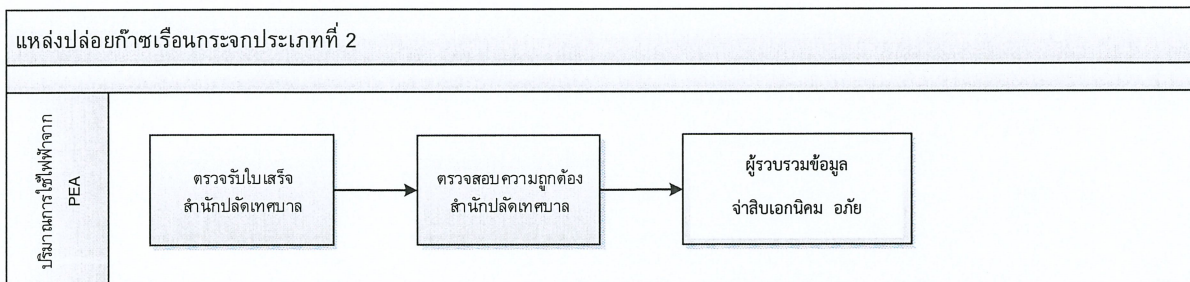 แหล่งปล่อยก๊าซเรือนกระจกประเภทที่ 2
ปริมาณการใช้ไฟฟ้าจาก
PEA
ตรวจรับใบเสร็จ
สำนักปลัดเทศบาล
ตรวจสอบความถูกต้อง
สำนักปลัดเทศบาล
ผู้รวบรวมข้อมูล
จ่าสิบเอกนิคม อภัย